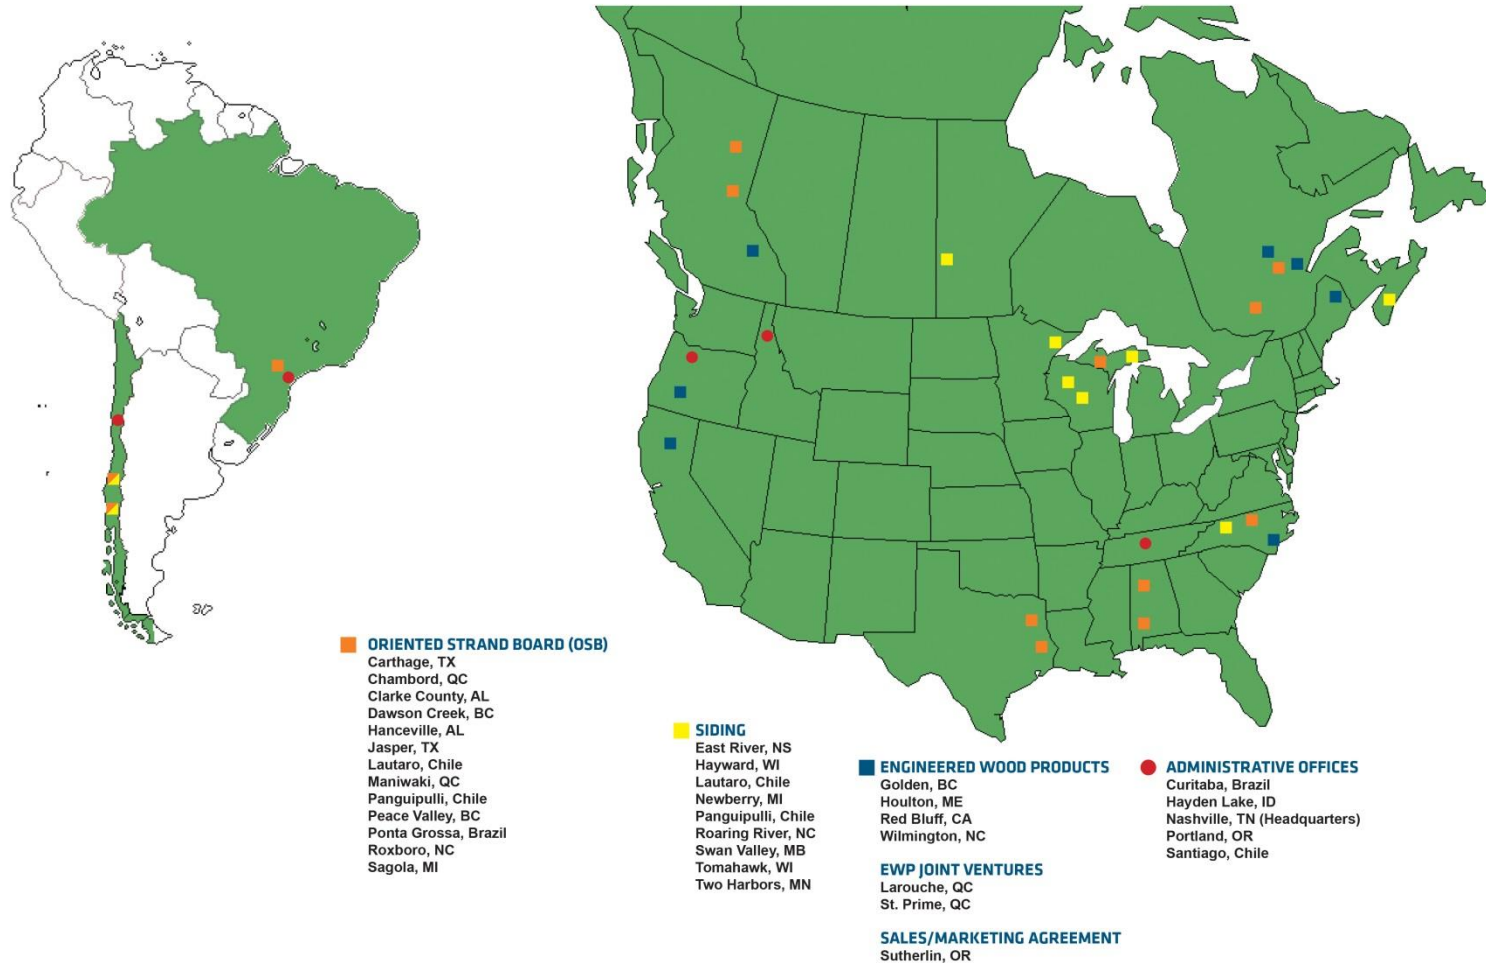 ORIENTED STRAND BOARD (OSB)
Carthage, TX
Chambord, QC
Clarke County, AL
Dawson Creek, BC
Hanceville, AL
Jasper, TX
Lautaro, Chile
Maniwaki, QC
Panguipulli, Chile
Peace Valley, BC
Ponta Grossa, Brazil
Roxboro, NC
Sagola, MI
SIDING
East River, NS
Hayward, WI
Lautaro, Chile
Newberry, MI
Panguipulli, Chile
Roaring River, NC
Swan Valley, MB
Tomahawk, WI
Two Harbors, MN
ENGINEERED WOOD PRODUCTS
Golden, BC
Houlton, ME
Red Bluff, CA
Wilmington, NC
EWP JOINT VENTURES
Larouche, QC
St. Prime, QC
SALES/MARKETING AGREEMENT
Sutherlin, OR
ADMINISTRATIVE OFFICES
Curitaba, Brazil
Hayden Lake, ID
Nashville, TN (Headquarters)
Portland, OR
Santiago, Chile